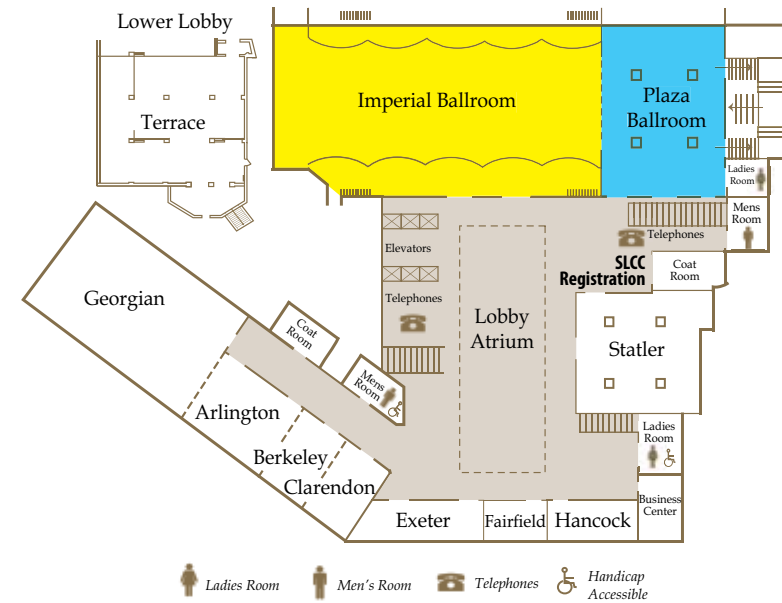 Lower Lobby
Terrace
Imperial Ballroom
Plaza
Ballroom
Ladies
Room
Mens
Room
Elevators
Telephones
Telephones
SLCC
Registration
Coat
Room
Lobby
Atrium
Statler
Georgian
Coat
Room
Mens
Room
Arlington
Berkeley
Clarendon
Ladies
Room
Business
Center
Exeter
Fairfield
Hancock
Ladies Room
Men's Room
Telephones
Handicap
Accessible